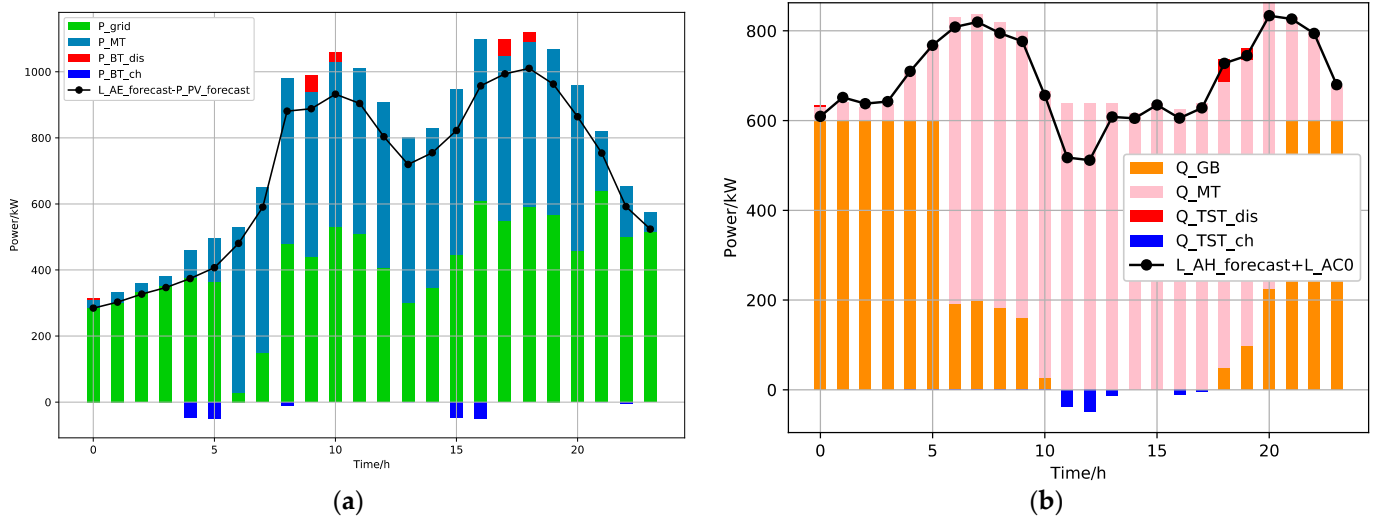 P_grid
P_MT
P_BT_dis
P_BT_ch
L_AE_forecast-P_PV_forecast
1000
800
600
400
200
0
Power/kW
0 5 10 15 20
Time/h
(a)
800
600
400
200
0
Power/kW
Q_GB
Q_MT
Q_TST_dis
Q_TST_ch
L_AH_forecast+L_AC0
0 5 10 15 20
Time/h
(b)